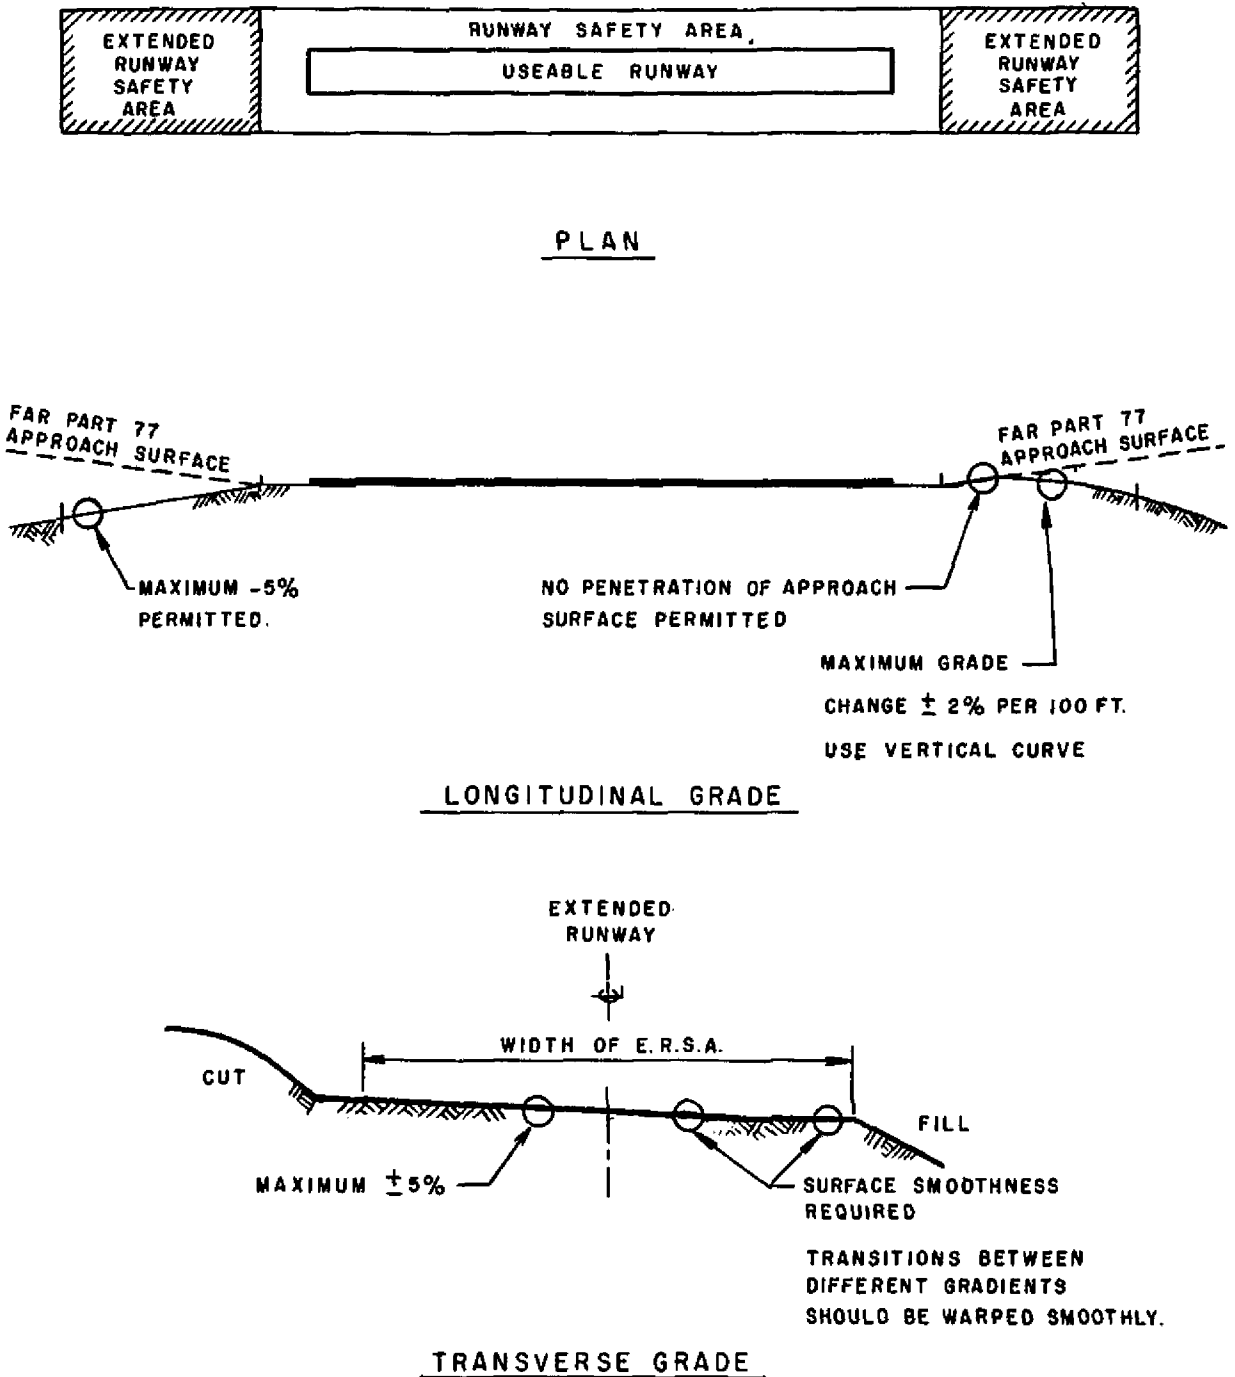 EXTENDED
RUNWAY
SAFETY
AREA
RUNWAY SAFETY AREA
USEABLE RUNWAY
EXTENDED
RUNWAY
SAFETY
AREA
PLAN
FAR PART 77
APPROACH SURFACE
FAR PART 77
APPROACH SURFACE
MAXIMUM -5%
PERMITTED.
NO PENETRATION OF APPROACH
SURFACE PERMITTED
MAXIMUM GRADE
CHANGE ± 2% PER 100 FT.
USE VERTICAL CURVE
LONGITUDINAL GRADE
EXTENDED
RUNWAY
WIDTH OF E.R.S.A.
CUT
FILL
MAXIMUM ±5%
SURFACE SMOOTHNESS
REQUIRED
TRANSITIONS BETWEEN
DIFFERENT GRADIENTS
SHOULD BE WARPED SMOOTHLY.
TRANSVERSE GRADE